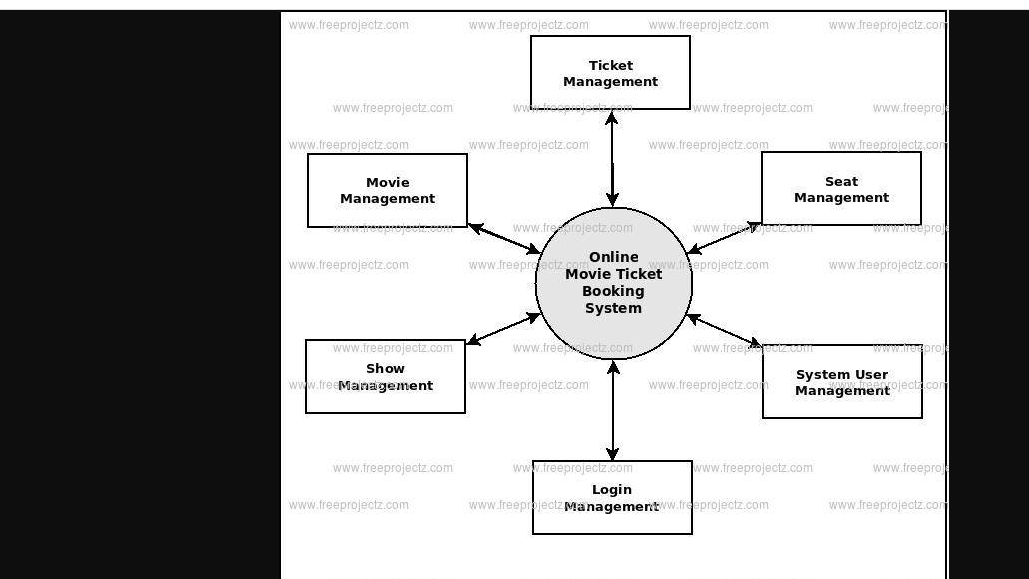 www.freeprojectz.com www.freeprojectz.com www.freeprojectz.com www.freeprojectz.com
Ticket
Management
www.freeprojectz.com www.freeprojectz.com www.freeprojectz.com www.freeproj
www.freeprojectz.com www.freeprojectz.com www.freeprojectz.com www.freeprojectz.com
Movie
Management
Seat
Management
www.freeprojectz.com www.freeprojectz.com www.freeprojectz.com www.freeproj
www.freeprojectz.com www.freeprojectz.com www.freeprojectz.com www.freeprojectz.com
Online
Movie Ticket
Booking
System
www.freeprojectz.com www.freeprojectz.com www.freeprojectz.com www.freeproj
Show
Management
System User
Management
www.freeprojectz.com www.freeprojectz.com www.freeprojectz.com www.freeprojectz.com
www.freeprojectz.com www.freeprojectz.com www.freeprojectz.com www.freeproj
Login
Management
www.freeprojectz.com www.freeprojectz.com www.freeprojectz.com www.freeprojectz.com